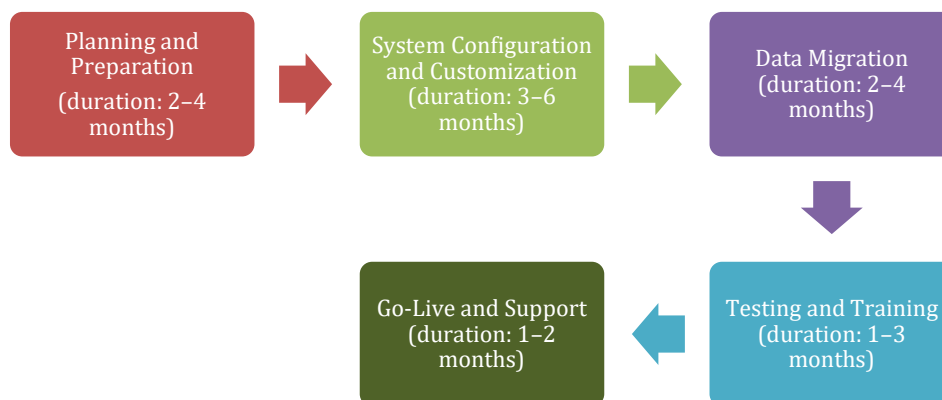 Planning and
Preparation
(duration: 2–4
months)
System Configuration
and Customization
(duration: 3–6
months)
Data Migration
(duration: 2–4
months)
Testing and Training
(duration: 1–3
months)
Go-Live and Support
(duration: 1–2
months)